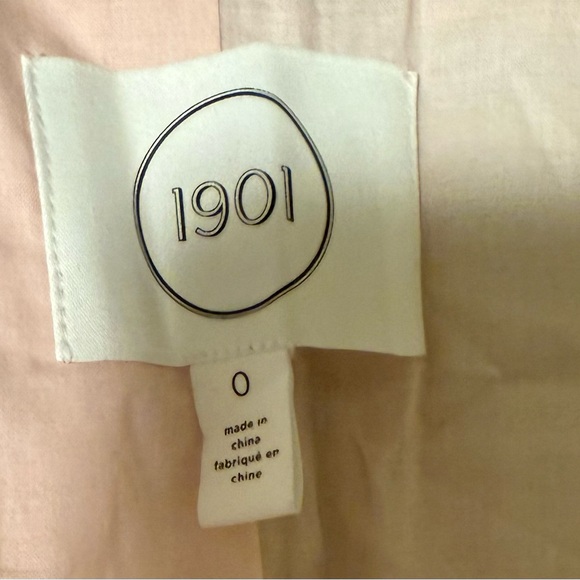 1901
0
made in
china
fabriqué en
chine